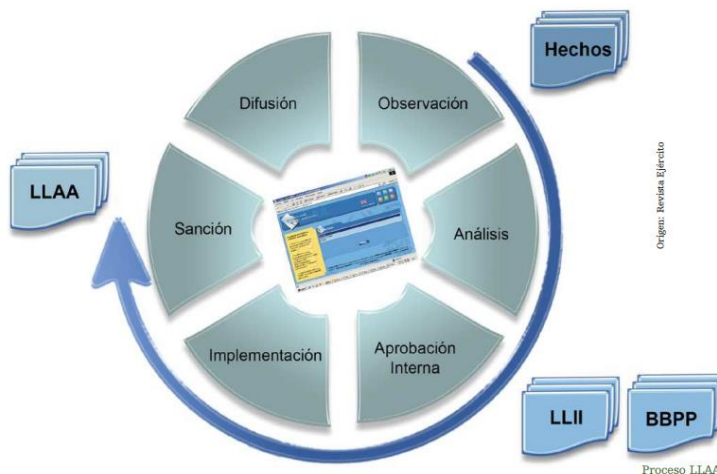 Hechos
Difusión
Observación
LLAA
Sanción
Análisis
Origen: Revista Ejército
Implementación
Aprobación
Interna
LLII
BBPP
Proceso LLAA